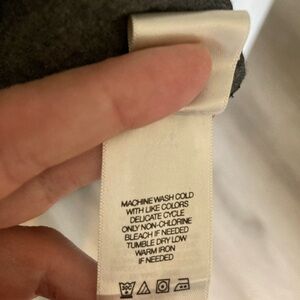 MACHINE WASH COLD
WITH LIKE COLORS
DELICATE CYCLE
ONLY NON-CHLORINE
BLEACH IF NEEDED
TUMBLE DRY LOW
WARM IRON
IF NEEDED